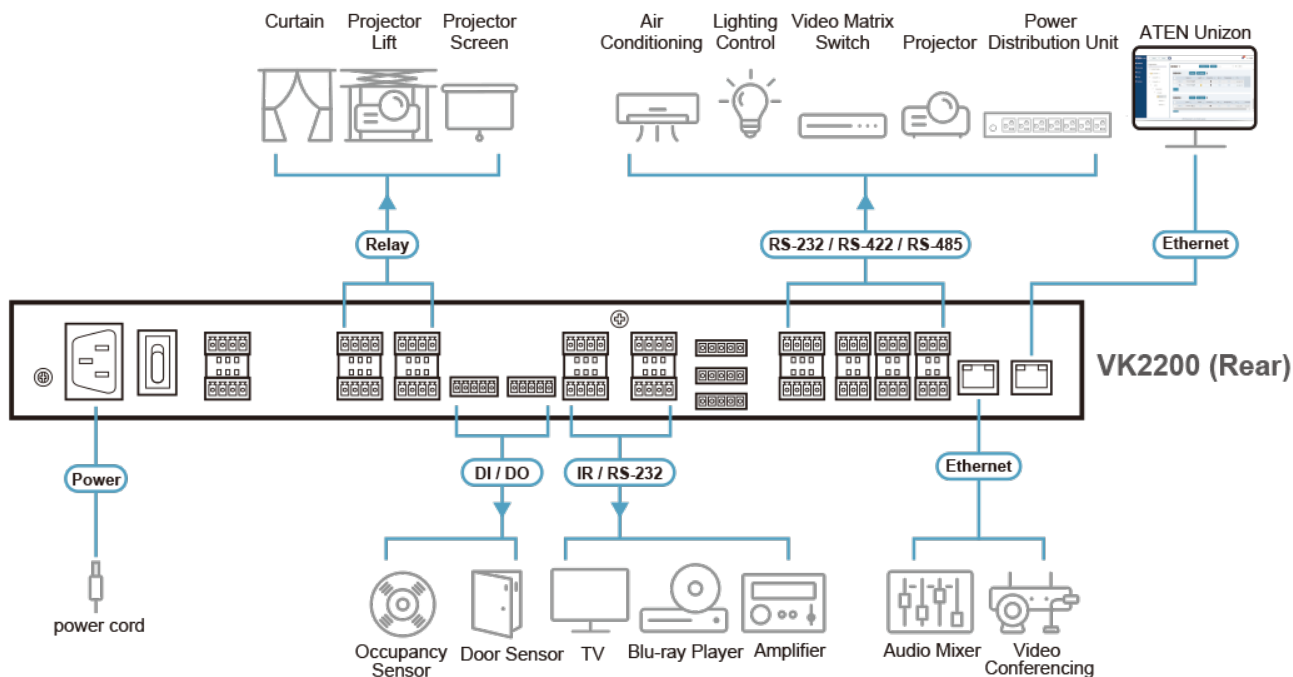 Curtain
Projector
Lift
Projector
Screen
Air
Conditioning
Lighting
Control
Video Matrix
Switch
Projector
Power
Distribution Unit
ATEN Unizon
Relay
RS-232 / RS-422 / RS-485
Ethernet
VK2200 (Rear)
Power
DI / DO
IR / RS-232
Ethernet
power cord
Occupancy
Sensor
Door Sensor
TV
Blu-ray Player
Amplifier
Audio Mixer
Video
Conferencing